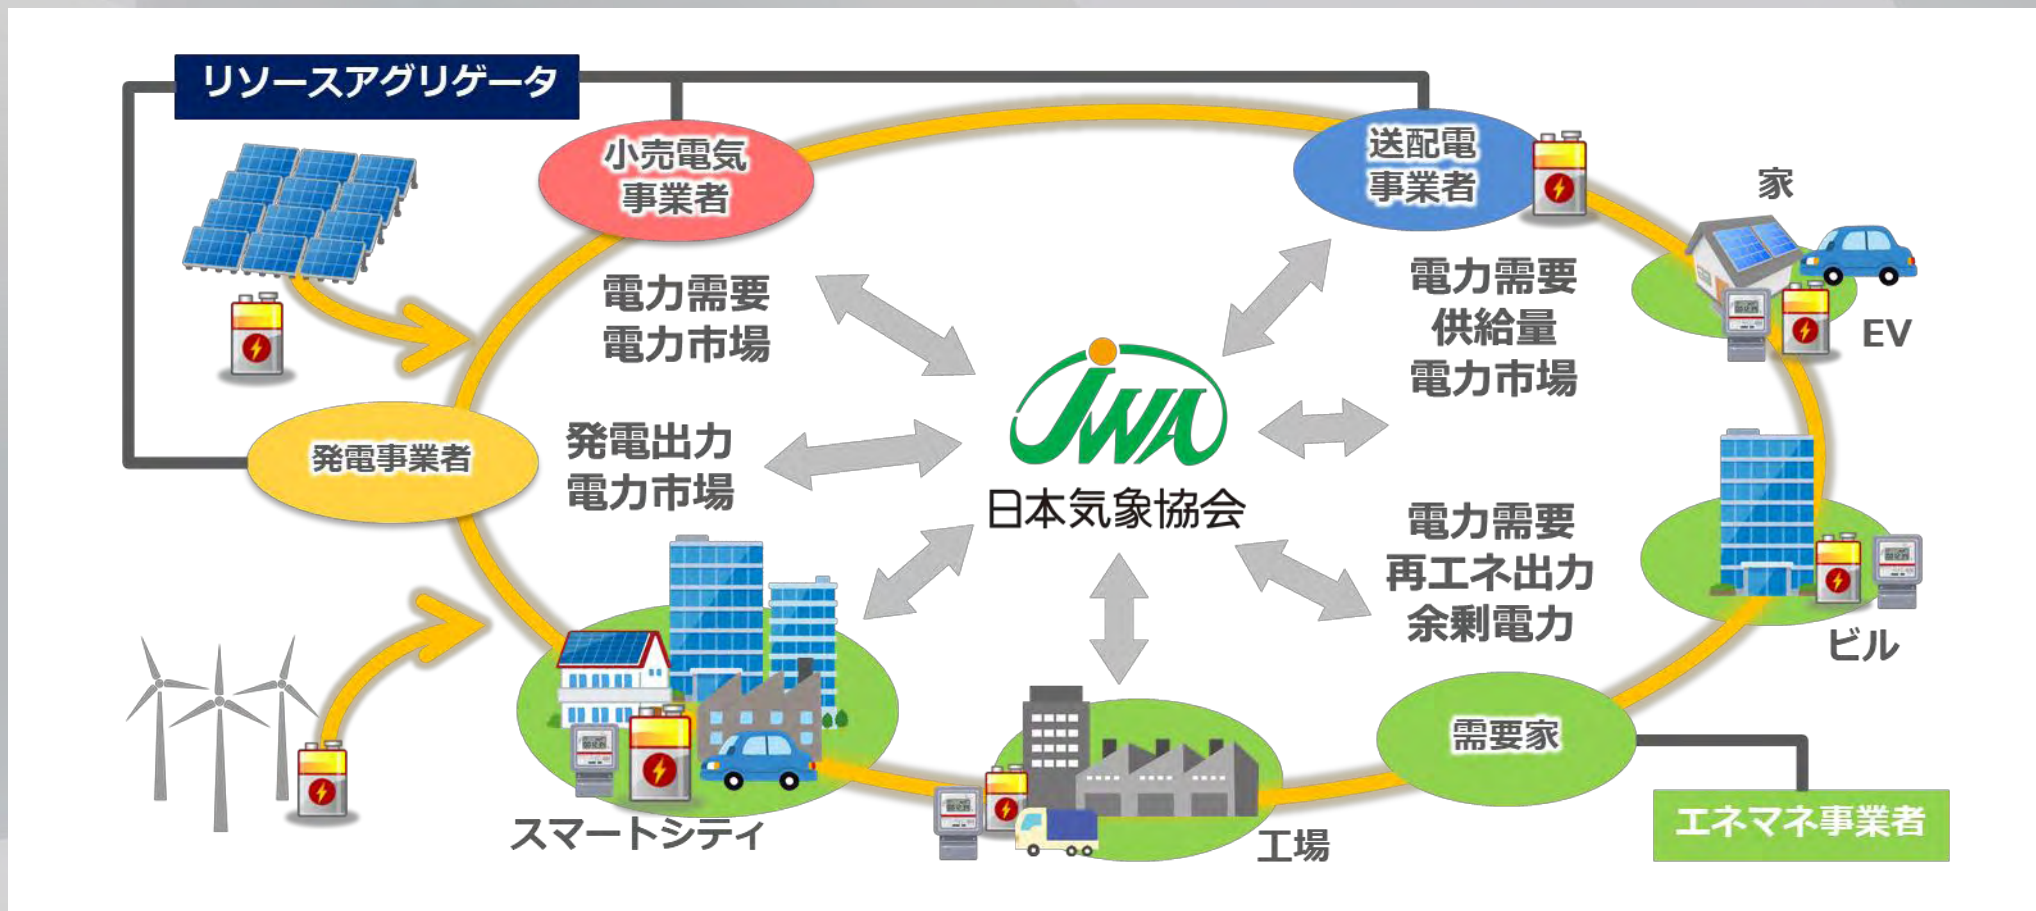 リソースアグリゲータ
小売電気
事業者
送配電
事業者
家
EV
電力需要
電力市場
電力需要
供給量
電力市場
JWA
日本気象協会
発電事業者
発電出力
電力市場
電力需要
再エネ出力
余剰電力
ビル
需要家
エネマネ事業者
スマートシティ
工場